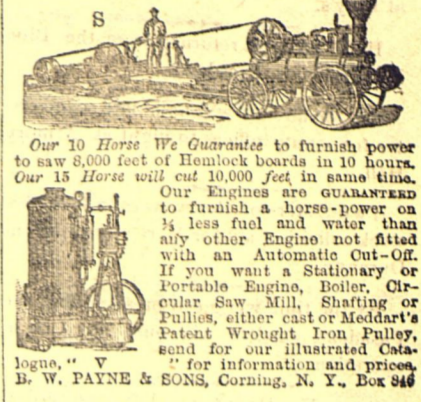 S
Our 10 Horse We Guarantee to furnish power
to saw 8,000 feet of Hemlock boards in 10 hours.
Our 15 Horse will cut 10,000 feet in same time.
Our Engines are GUARANTEED
to furnish a horse-power on
⅓ less fuel and water than
any other Engine not fitted
with an Automatic Cut-Off.
If you want a Stationary or
Portable Engine, Boiler, Cir-
cular Saw Mill, Shafting or
Pullies, either cast or Meddart's
Patent Wrought Iron Pulley,
send for our illustrated Cata-
logue, " V " for information and prices.
B. W. PAYNE & SONS, Corning, N. Y., Box